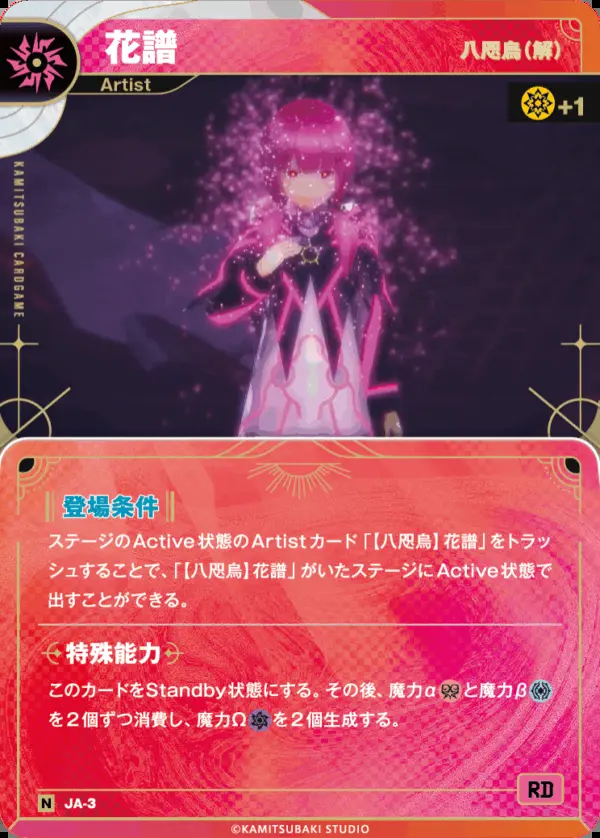 花譜
八咫烏(解)
Artist
+1
KAMITSUBAKI CARDGAME
登場条件
ステージのActive状態のArtistカード「【八咫烏】花譜」をトラッ
シュすることで、「【八咫烏】花譜」がいたステージにActive状態で
出すことができる。
特殊能力
このカードをStandby状態にする。その後、魔力αと魔力β
を2個ずつ消費し、魔力Ωを2個生成する。
RD
N JA-3
©KAMITSUBAKI STUDIO